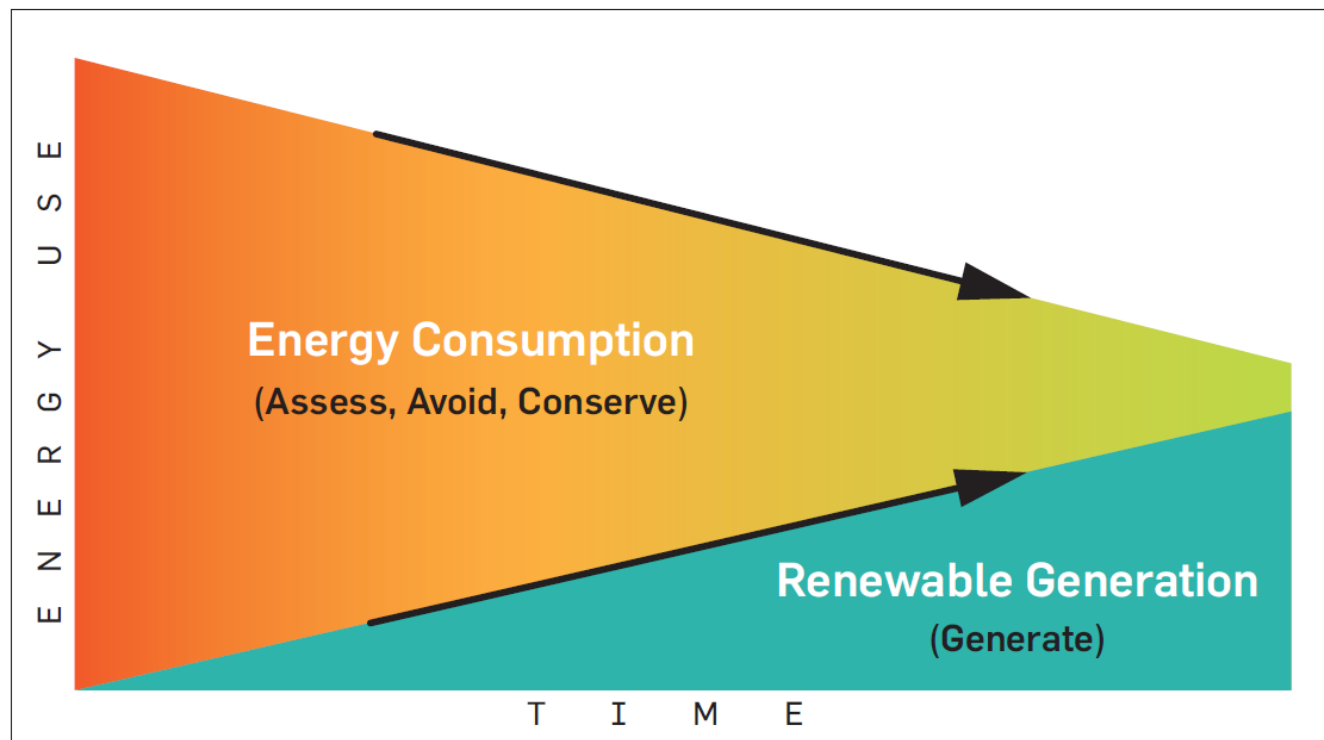 ENERGY USE
Energy Consumption
(Assess, Avoid, Conserve)
Renewable Generation
(Generate)
TIME